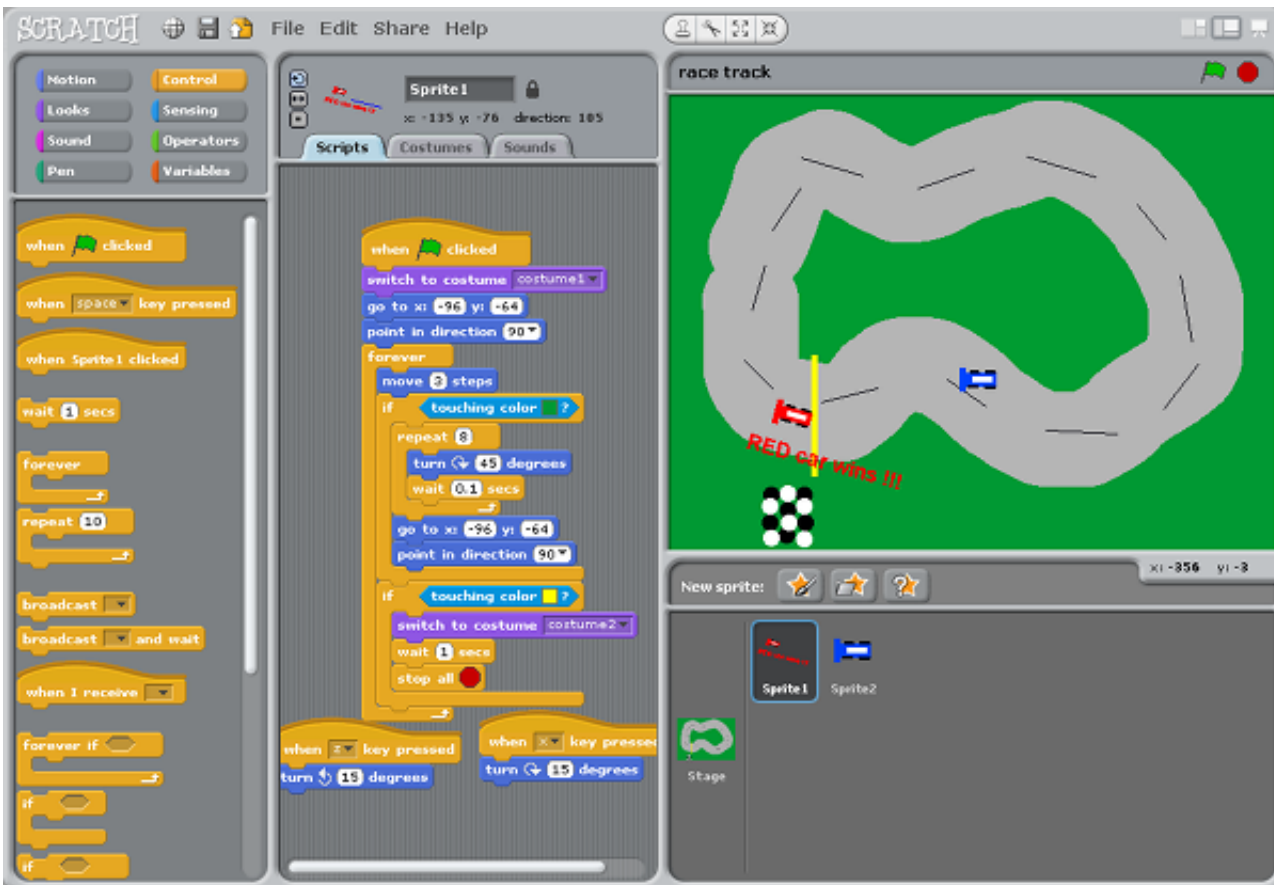 SCRATCH File Edit Share Help
Motion Control
Looks Sensing
Sound Operators
Pen Variables
when clicked
when space key pressed
when Sprite1 clicked
wait 1 secs
forever
repeat 10
broadcast
broadcast and wait
when I receive
forever if
if
if
Sprite1
x: -135 y: -76 direction: 105
Scripts Costumes Sounds
when clicked
switch to costume costume1
go to x: -96 y: -64
point in direction 90
forever
move 3 steps
if touching color ?
repeat 8
turn 45 degrees
wait 0.1 secs
go to x: -96 y: -64
point in direction 90
if touching color ?
switch to costume costume2
wait 1 secs
stop all
when z key pressed
turn 15 degrees
when x key presse
turn 15 degrees
race track
RED car wins !!!
x: -356 y: -3
New sprite:
Sprite1 Sprite2
Stage